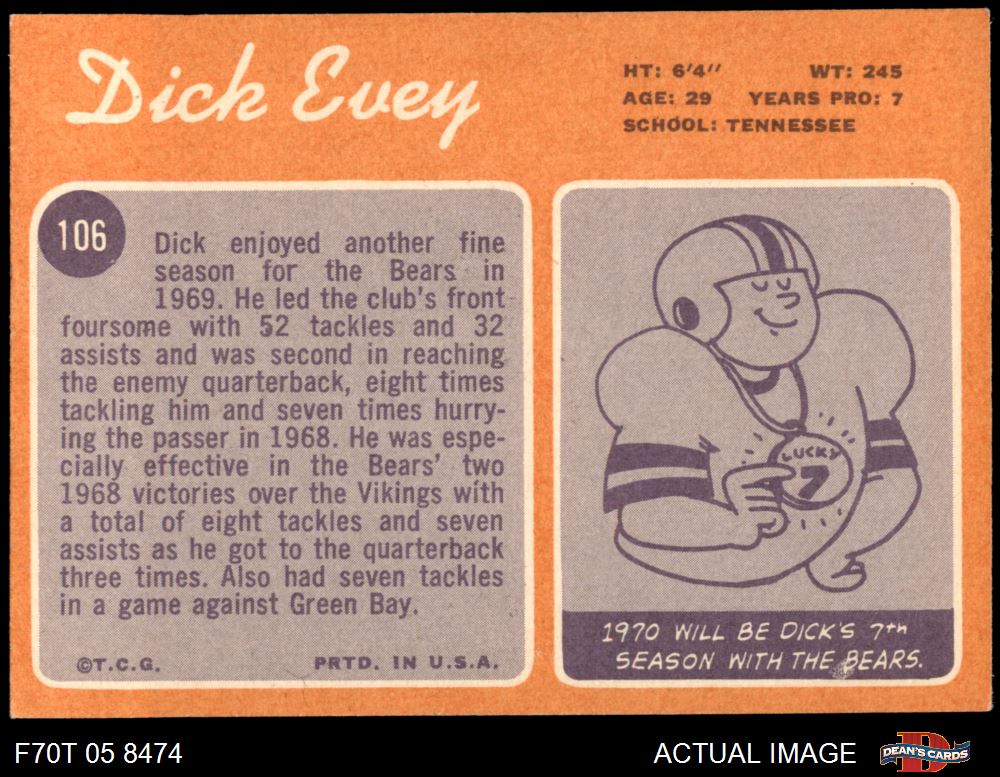 Dick Evey
HT: 6'4" WT: 245
AGE: 29 YEARS PRO: 7
SCHOOL: TENNESSEE
106
Dick enjoyed another fine
season for the Bears in
1969. He led the club's front
foursome with 52 tackles and 32
assists and was second in reaching
the enemy quarterback, eight times
tackling him and seven times hurry-
ing the passer in 1968. He was espe-
cially effective in the Bears' two
1968 victories over the Vikings with
a total of eight tackles and seven
assists as he got to the quarterback
three times. Also had seven tackles
in a game against Green Bay.
©T.C.G. PRTD. IN U.S.A.
LUCKY
7
1970 WILL BE DICK'S 7TH
SEASON WITH THE BEARS.
F70T 05 8474
ACTUAL IMAGE
DEAN'S CARDS